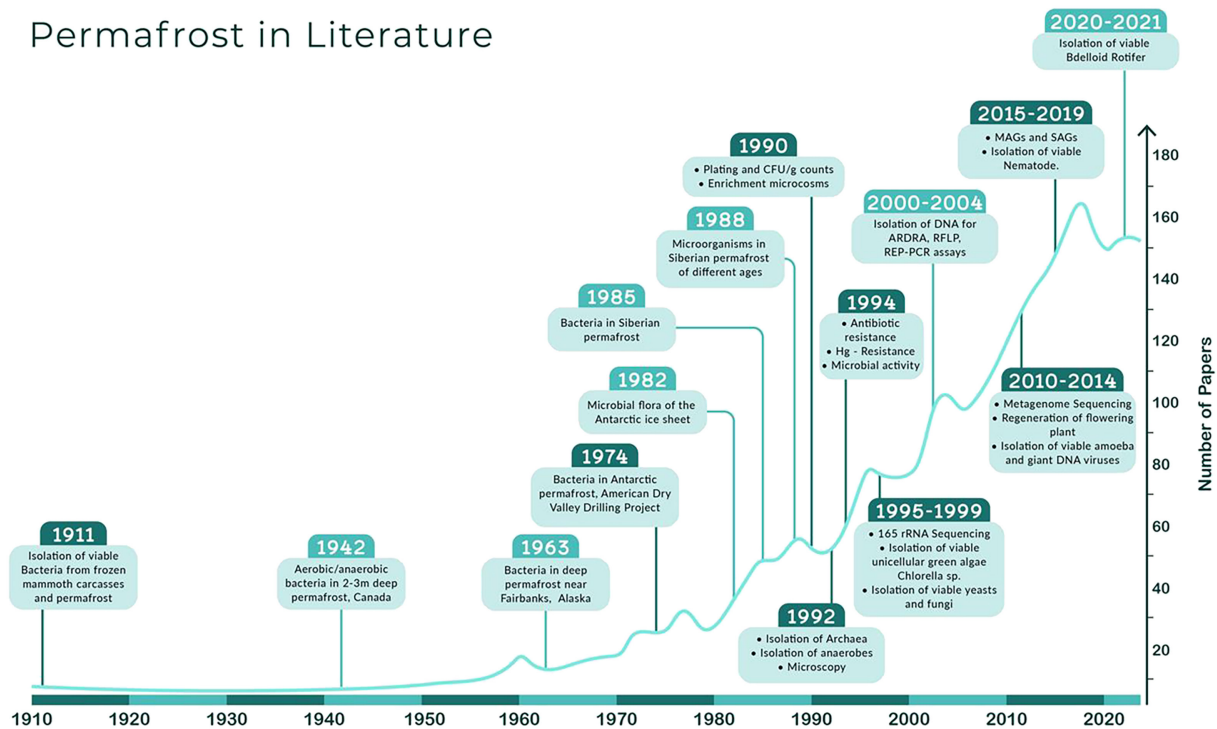 Permafrost in Literature
2020-2021
Isolation of viable
Bdelloid Rotifer
2015-2019
• MAGs and SAGs
• Isolation of viable
Nematode.
1990
• Plating and CFU/g counts
• Enrichment microcosms
2000-2004
Isolation of DNA for
ARDRA, RFLP,
REP-PCR assays
1988
Microorganisms in
Siberian permafrost
of different ages
1985
Bacteria in Siberian
permafrost
1994
• Antibiotic
resistance
• Hg - Resistance
• Microbial activity
1982
Microbial flora of the
Antarctic ice sheet
2010-2014
• Metagenome Sequencing
• Regeneration of flowering
plant
• Isolation of viable amoeba
and giant DNA viruses
1974
Bacteria in Antarctic
permafrost, American Dry
Valley Drilling Project
1995-1999
• 165 rRNA Sequencing
• Isolation of viable
unicellular green algae
Chlorella sp.
• Isolation of viable yeasts
and fungi
1911
Isolation of viable
Bacteria from frozen
mammoth carcasses
and permafrost
1942
Aerobic/anaerobic
bacteria in 2-3m deep
permafrost, Canada
1963
Bacteria in deep
permafrost near
Fairbanks, Alaska
1992
• Isolation of Archaea
• Isolation of anaerobes
• Microscopy
180
160
140
120
100
80
60
40
20
Number of Papers
1910 1920 1930 1940 1950 1960 1970 1980 1990 2000 2010 2020